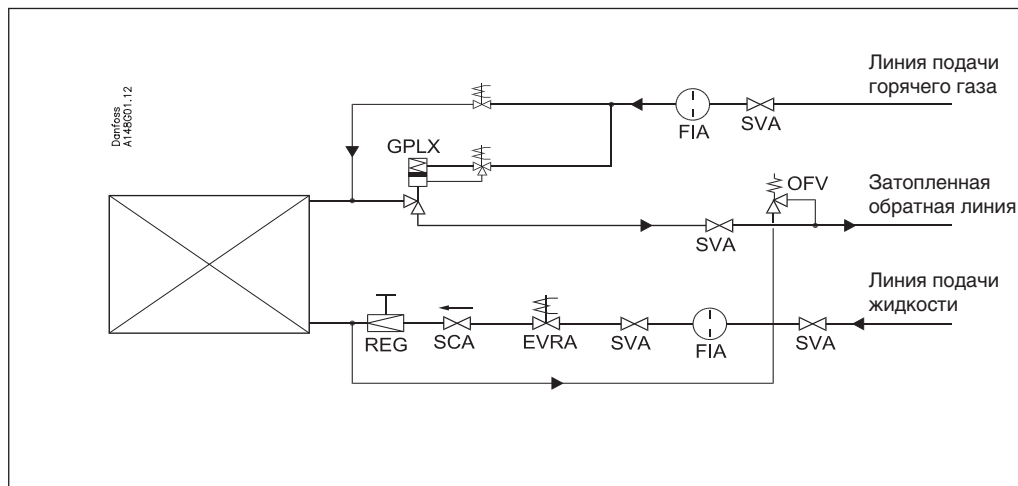 Линия подачи
горячего газа
Danfoss
A148G01.12
FIA
SVA
GPLX
OFV
Затопленная
обратная линия
SVA
Линия подачи
жидкости
REG
SCA
EVRA
SVA
FIA
SVA